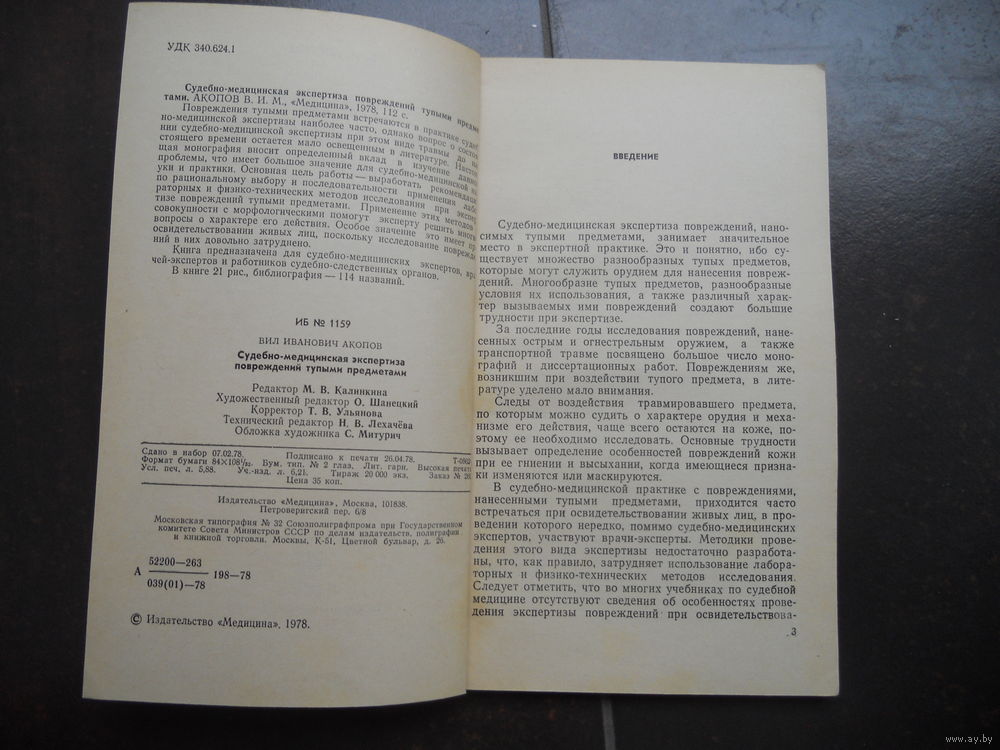 УДК 340.624.1
Судебно-медицинская экспертиза повреждений тупыми предме-
тами. АКОПОВ В. И. М., «Медицина», 1978, 112 с.
Повреждения тупыми предметами встречаются в практике судеб-
но-медицинской экспертизы наиболее часто, однако вопрос о состоя-
нии судебно-медицинской экспертизы при этом виде травмы до на-
стоящего времени остается мало освещенным в литературе. Настоя-
щая монография вносит определенный вклад в изучение данной
проблемы, что имеет большое значение для судебно-медицинской на-
уки и практики. Основная цель работы — выработать рекомендации
по рациональному выбору и последовательности применения лабо-
раторных и физико-технических методов исследования при экспер-
тизе повреждений тупыми предметами. Применение этих методов в
совокупности с морфологическими помогут эксперту решить многие
вопросы о характере его действия. Особое значение это имеет при
освидетельствовании живых лиц, поскольку исследование поврежде-
ний в них довольно затруднено.
Книга предназначена для судебно-медицинских экспертов, вра-
чей-экспертов и работников судебно-следственных органов.
В книге 21 рис., библиография — 114 названий.
ИБ № 1159
ВИЛ ИВАНОВИЧ АКОПОВ
Судебно-медицинская экспертиза
повреждений тупыми предметами
Редактор М. В. Калинкина
Художественный редактор О. Шанецкий
Корректор Т. В. Ульянова
Технический редактор Н. В. Лехачёва
Обложка художника С. Митурич
Сдано в набор 07.02.78. Подписано к печати 26.04.78.
Формат бумаги 84×108¹/₃₂. Бум. тип. № 2 глаз. Лит. гарн. Высокая печать
Усл. печ. л. 5,88. Уч.-изд. л. 6,21. Тираж 20 000 экз. Заказ №
Цена 35 коп.
Издательство «Медицина», Москва, 101838.
Петроверигский пер. 6/8
Московская типография № 32 Союзполиграфпрома при Государственном
комитете Совета Министров СССР по делам издательств, полиграфии
и книжной торговли. Москва, К-51, Цветной бульвар, д. 26.
52200—263
А 198—78
039(01)—78
© Издательство «Медицина», 1978.
ВВЕДЕНИЕ
Судебно-медицинская экспертиза повреждений, нано-
симых тупыми предметами, занимает значительное
место в экспертной практике. Это и понятно, ибо су-
ществует множество разнообразных тупых предметов,
которые могут служить орудием для нанесения повреж-
дений. Многообразие тупых предметов, разнообразные
условия их использования, а также различный харак-
тер вызываемых ими повреждений создают большие
трудности при экспертизе.
За последние годы исследования повреждений, нане-
сенных острым и огнестрельным оружием, а также
транспортной травме посвящено большое число моно-
графий и диссертационных работ. Повреждениям же,
возникшим при воздействии тупого предмета, в лите-
ратуре уделено мало внимания.
Следы от воздействия травмировавшего предмета,
по которым можно судить о характере орудия и меха-
низме его действия, чаще всего остаются на коже, по-
этому ее необходимо исследовать. Основные трудности
вызывает определение особенностей повреждений кожи
при ее гниении и высыхании, когда имеющиеся призна-
ки изменяются или маскируются.
В судебно-медицинской практике с повреждениями,
нанесенными тупыми предметами, приходится часто
встречаться при освидетельствовании живых лиц, в про-
ведении которого нередко, помимо судебно-медицинских
экспертов, участвуют врачи-эксперты. Методики прове-
дения этого вида экспертизы недостаточно разработа-
ны, что, как правило, затрудняет использование лабора-
торных и физико-технических методов исследования.
Следует отметить, что во многих учебниках по судебной
медицине отсутствуют сведения об особенностях прове-
дения экспертизы повреждений при освидетельствова-
3
www.ay.by